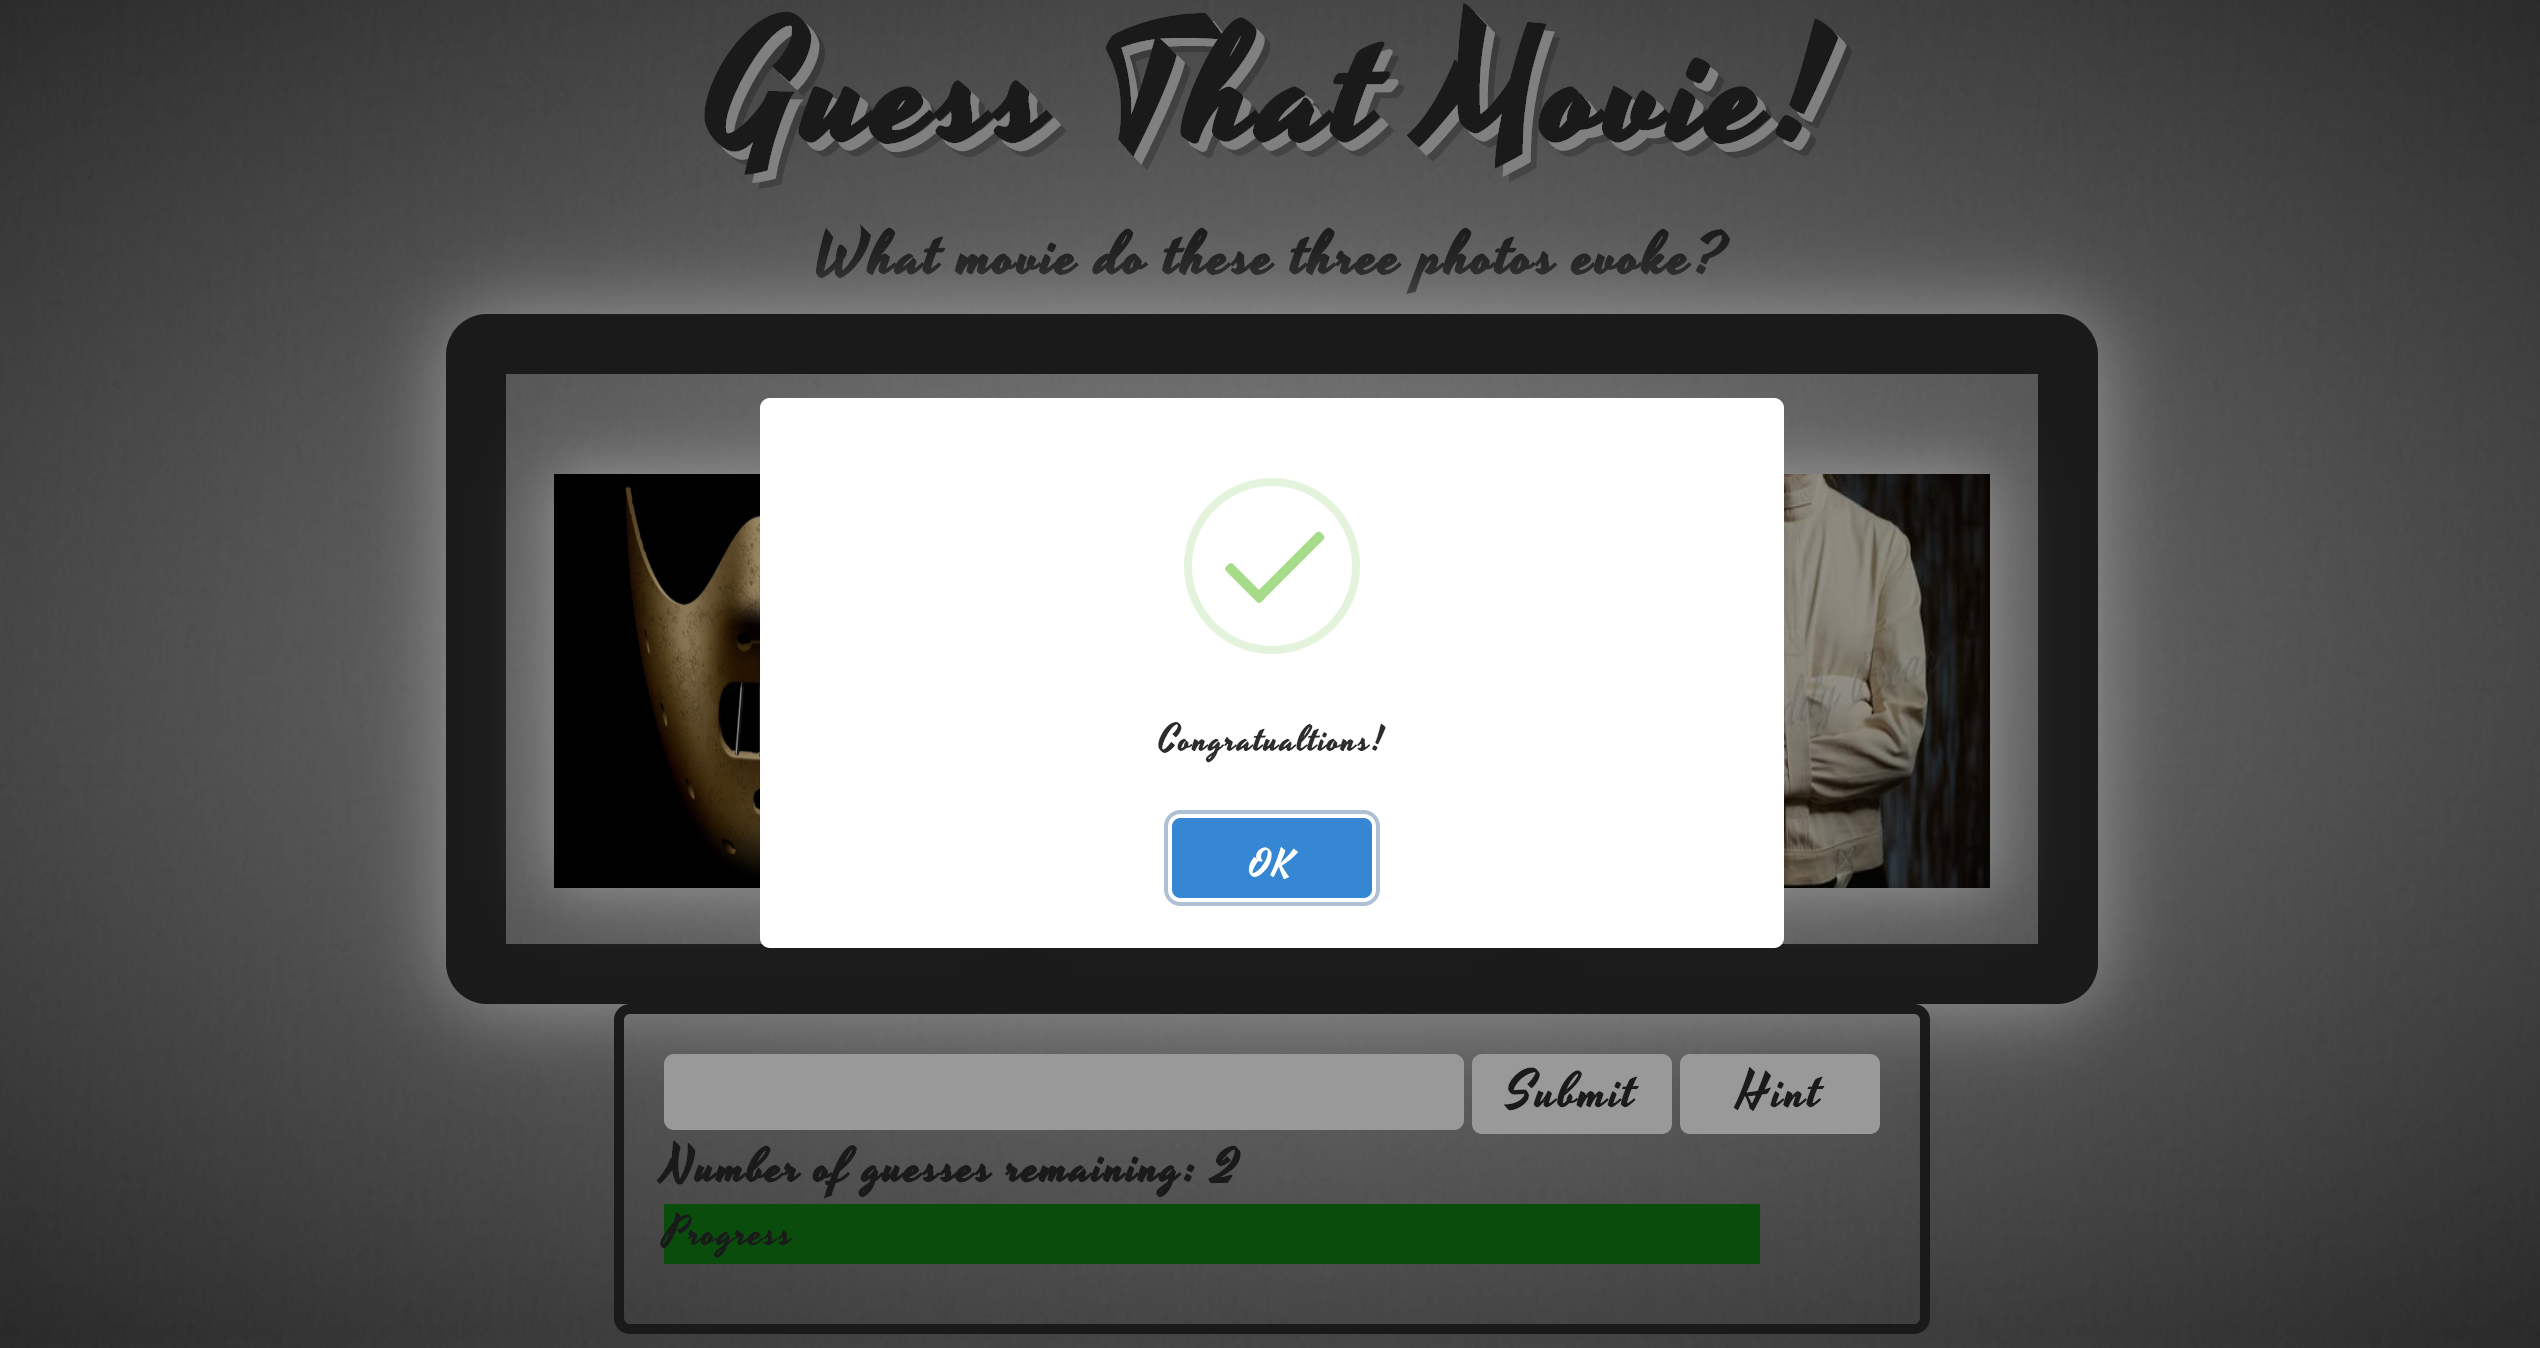 Guess That Movie!
What movie do these three photos evoke?
Congratualtions!
OK
Submit
Hint
Number of guesses remaining: 2
Progress